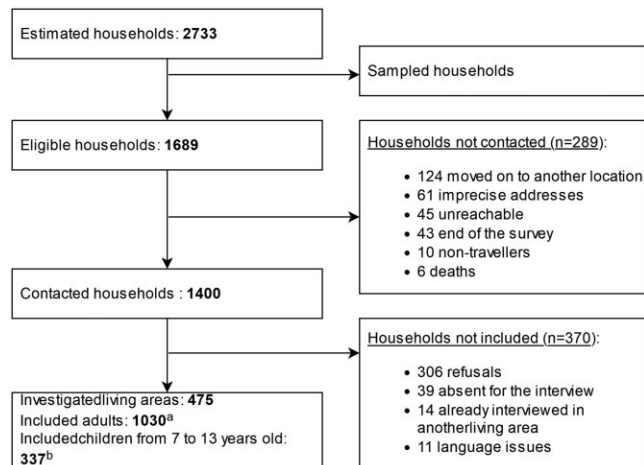 Estimated households: 2733
Sampled households
Eligible households: 1689
Households not contacted (n=289):
• 124 moved on to another location
• 61 imprecise addresses
• 45 unreachable
• 43 end of the survey
• 10 non-travellers
• 6 deaths
Contacted households : 1400
Households not included (n=370):
• 306 refusals
• 39 absent for the interview
• 14 already interviewed in
anotherliving area
• 11 language issues
Investigatedliving areas: 475
Included adults: 1030ᵃ
Includedchildren from 7 to 13 years old:
337ᵇ